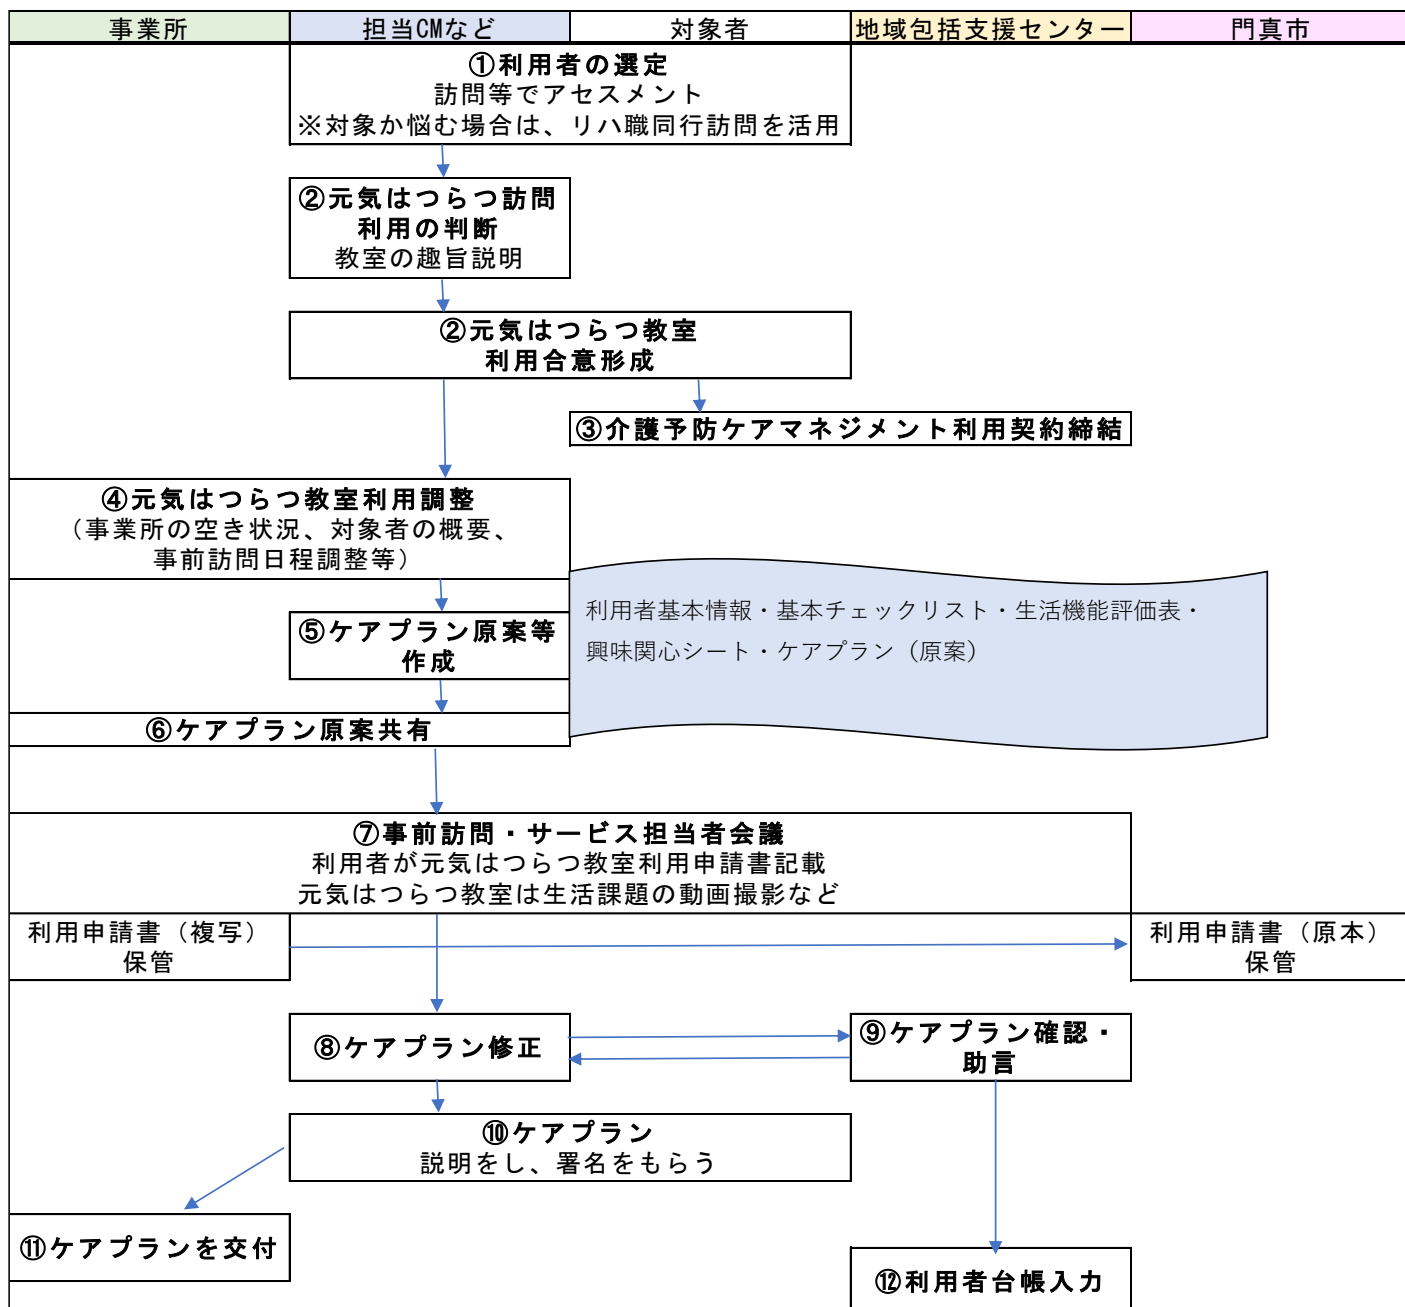 事業所 担当CMなど 対象者 地域包括支援センター 門真市
①利用者の選定
訪問等でアセスメント
※対象か悩む場合は、リハ職同行訪問を活用
②元気はつらつ訪問
利用の判断
教室の趣旨説明
②元気はつらつ教室
利用合意形成
③介護予防ケアマネジメント利用契約締結
④元気はつらつ教室利用調整
（事業所の空き状況、対象者の概要、
事前訪問日程調整等）
利用者基本情報・基本チェックリスト・生活機能評価表・
興味関心シート・ケアプラン（原案）
⑤ケアプラン原案等
作成
⑥ケアプラン原案共有
⑦事前訪問・サービス担当者会議
利用者が元気はつらつ教室利用申請書記載
元気はつらつ教室は生活課題の動画撮影など
利用申請書（複写）
保管
利用申請書（原本）
保管
⑧ケアプラン修正
⑨ケアプラン確認・
助言
⑩ケアプラン
説明をし、署名をもらう
⑪ケアプランを交付
⑫利用者台帳入力